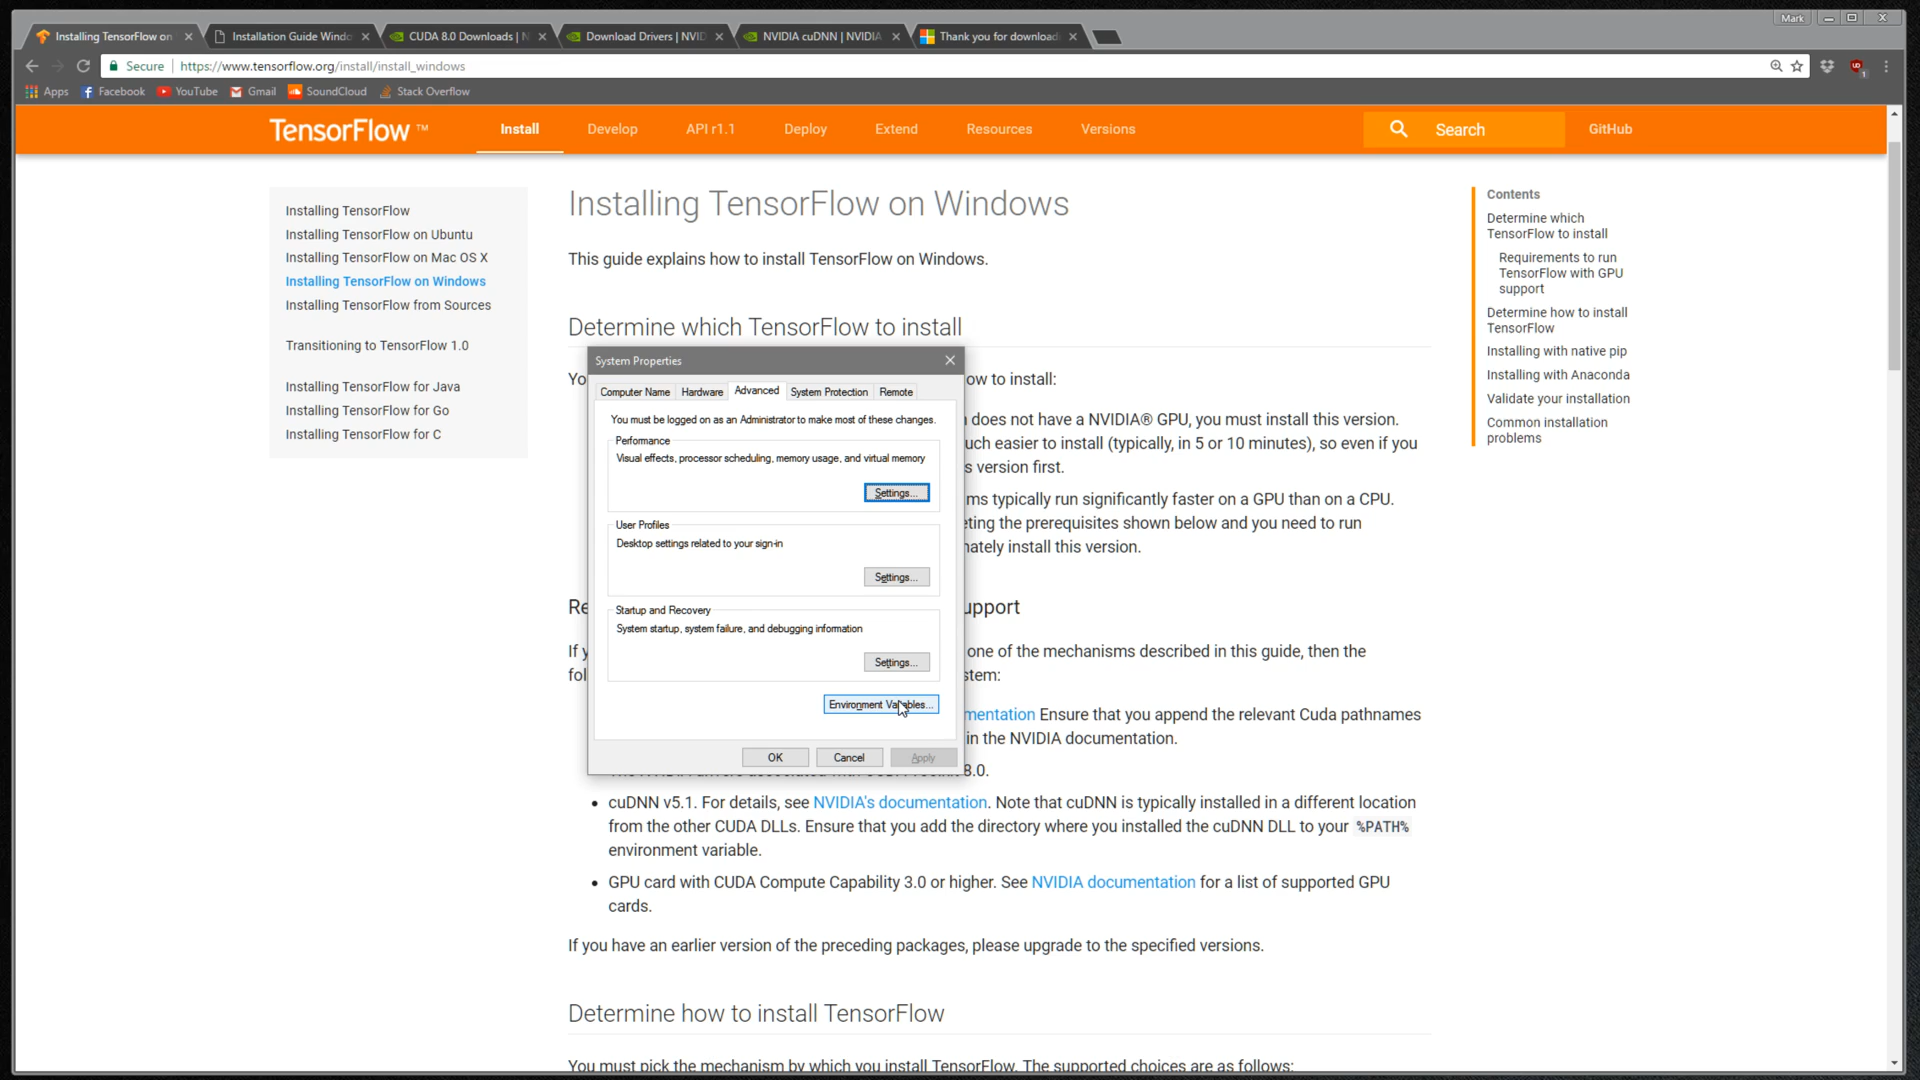 Mark
Installing TensorFlow on
Installation Guide Windo
CUDA 8.0 Downloads | N
Download Drivers | NVID
NVIDIA cuDNN | NVIDIA
Thank you for download
Secure
https://www.tensorflow.org/install/install_windows
Apps
Facebook
YouTube
Gmail
SoundCloud
Stack Overflow
TensorFlow ™
Install
Develop
API r1.1
Deploy
Extend
Resources
Versions
Search
GitHub
Installing TensorFlow
Installing TensorFlow on Ubuntu
Installing TensorFlow on Mac OS X
Installing TensorFlow on Windows
Installing TensorFlow from Sources
Transitioning to TensorFlow 1.0
Installing TensorFlow for Java
Installing TensorFlow for Go
Installing TensorFlow for C
Installing TensorFlow on Windows
This guide explains how to install TensorFlow on Windows.
Determine which TensorFlow to install
Yo
ow to install:
does not have a NVIDIA® GPU, you must install this version.
uch easier to install (typically, in 5 or 10 minutes), so even if you
s version first.
ms typically run significantly faster on a GPU than on a CPU.
eting the prerequisites shown below and you need to run
nately install this version.
Re
upport
If y
one of the mechanisms described in this guide, then the
fol
stem:
mentation Ensure that you append the relevant Cuda pathnames
in the NVIDIA documentation.
8.0.
System Properties
Computer Name
Hardware
Advanced
System Protection
Remote
You must be logged on as an Administrator to make most of these changes.
Performance
Visual effects, processor scheduling, memory usage, and virtual memory
Settings...
User Profiles
Desktop settings related to your sign-in
Settings...
Startup and Recovery
System startup, system failure, and debugging information
Settings...
Environment Variables...
OK
Cancel
Apply
• cuDNN v5.1. For details, see NVIDIA's documentation. Note that cuDNN is typically installed in a different location
from the other CUDA DLLs. Ensure that you add the directory where you installed the cuDNN DLL to your %PATH%
environment variable.
• GPU card with CUDA Compute Capability 3.0 or higher. See NVIDIA documentation for a list of supported GPU
cards.
If you have an earlier version of the preceding packages, please upgrade to the specified versions.
Determine how to install TensorFlow
You must pick the mechanism by which you install TensorFlow. The supported choices are as follows:
Contents
Determine which
TensorFlow to install
Requirements to run
TensorFlow with GPU
support
Determine how to install
TensorFlow
Installing with native pip
Installing with Anaconda
Validate your installation
Common installation
problems